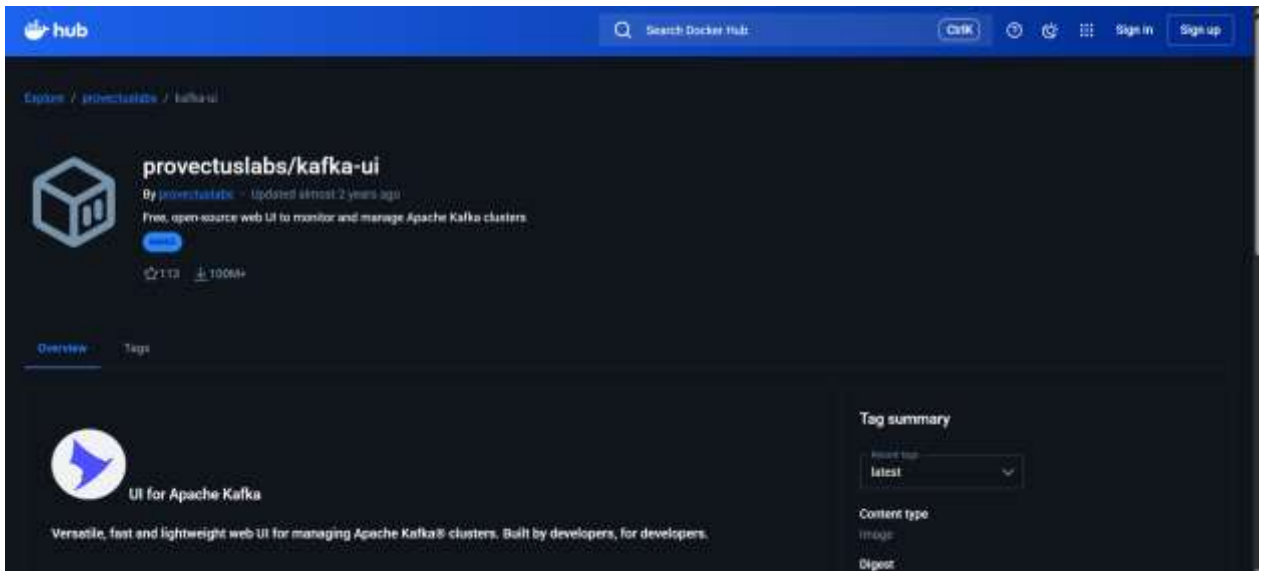 hub
Search Docker Hub
CtrlK
Sign in
Sign up
Explore / provectuslabs / kafka-ui
provectuslabs/kafka-ui
By provectuslabs · Updated almost 2 years ago
Free, open-source web UI to monitor and manage Apache Kafka clusters
113 100M+
Overview
Tags
UI for Apache Kafka
Versatile, fast and lightweight web UI for managing Apache Kafka® clusters. Built by developers, for developers.
Tag summary
Recent tags
latest
Content type
Image
Digest